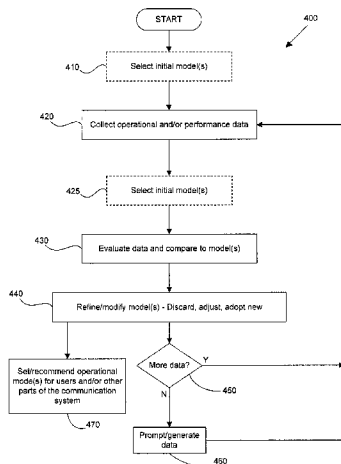 START
400
410
Select initial model(s)
420
Collect operational and/or performance data
425
Select initial model(s)
430
Evaluate data and compare to model(s)
440
Refine/modify model(s) - Discard, adjust, adopt new
Set/recommend operational
mode(s) for users and/or other
parts of the communication
system
470
More data?
Y
450
N
Prompt/generate
data
460